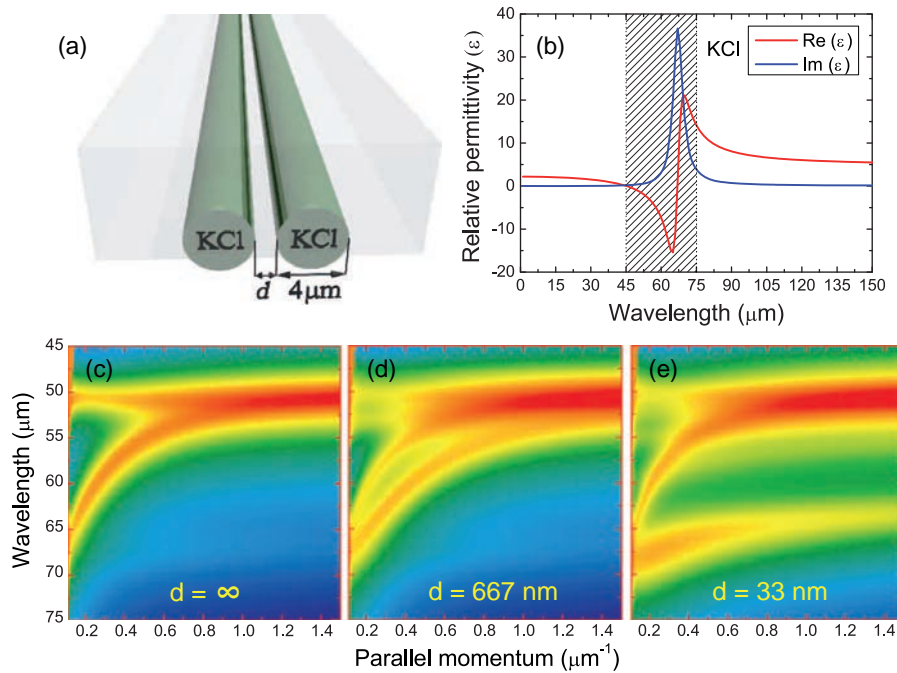 (a)
KCl
KCl
d
4μm
(b)
KCl
Re (ε)
Im (ε)
Relative permittivity (ε)
40
30
20
10
0
-10
-20
0 15 30 45 60 75 90 105 120 135 150
Wavelength (μm)
(c)
(d)
(e)
Wavelength (μm)
45
50
55
60
65
70
75
d = ∞
d = 667 nm
d = 33 nm
0.2 0.4 0.6 0.8 1.0 1.2 1.4
0.2 0.4 0.6 0.8 1.0 1.2 1.4
0.2 0.4 0.6 0.8 1.0 1.2 1.4
Parallel momentum (μm⁻¹)